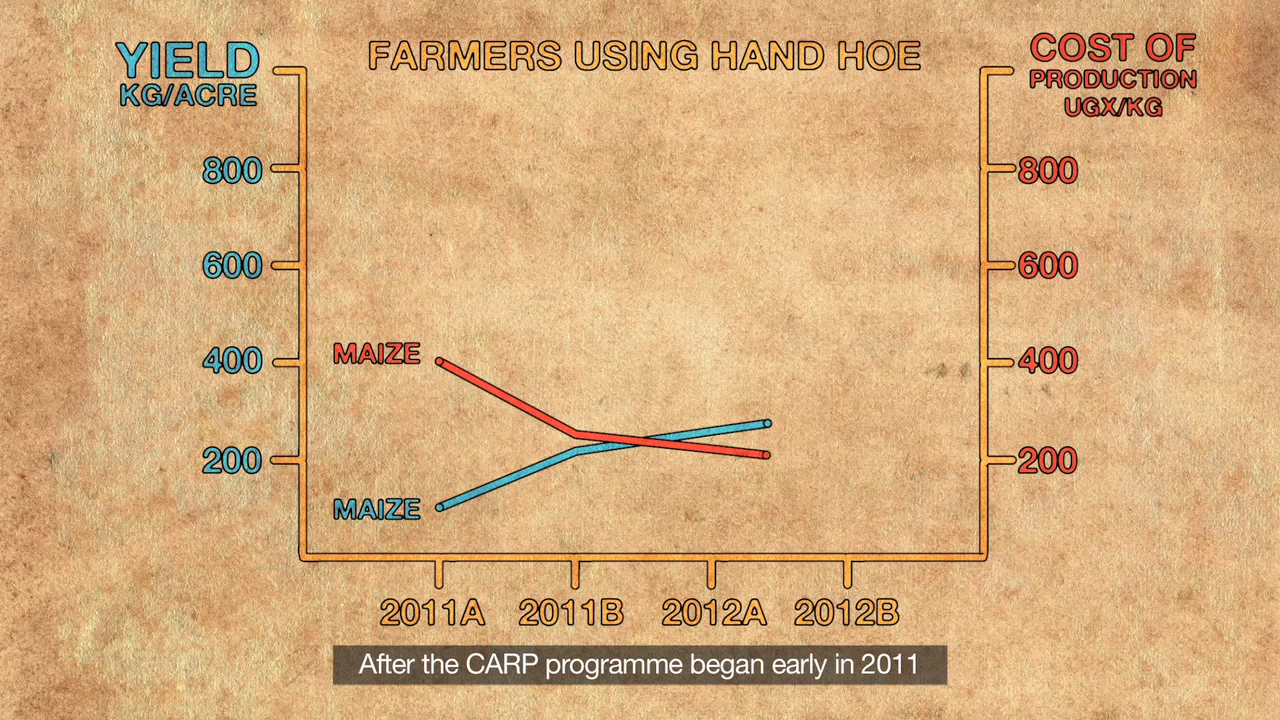 YIELD
KG/ACRE
FARMERS USING HAND HOE
COST OF
PRODUCTION
UGX/KG
800
800
600
600
MAIZE
400
400
200
200
MAIZE
2011A 2011B 2012A 2012B
After the CARP programme began early in 2011